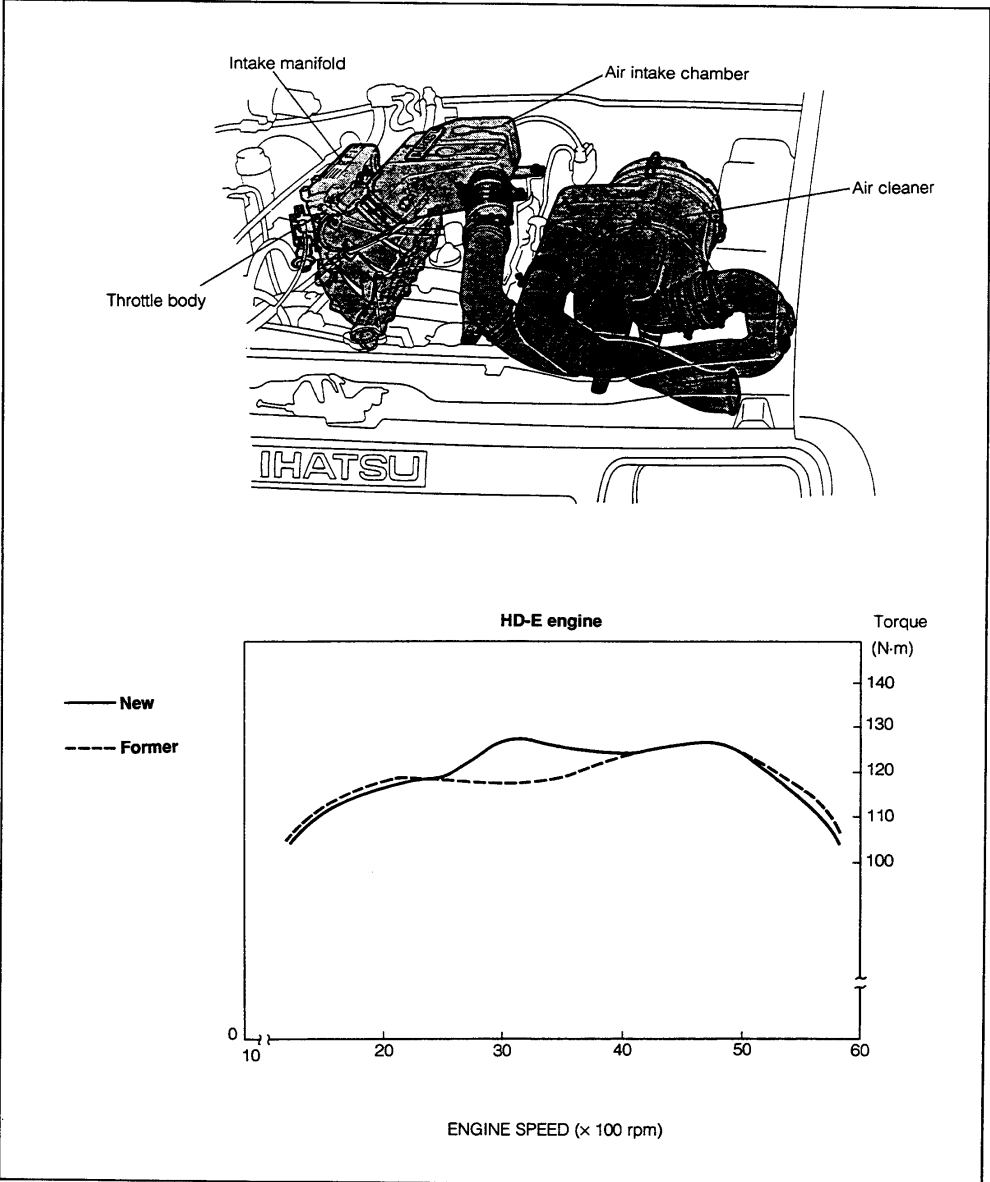 Intake manifold
Air intake chamber
Air cleaner
Throttle body
IHATSU
HD-E engine
Torque
(N·m)
New
Former
140
130
120
110
100
0
10
20
30
40
50
60
ENGINE SPEED (× 100 rpm)